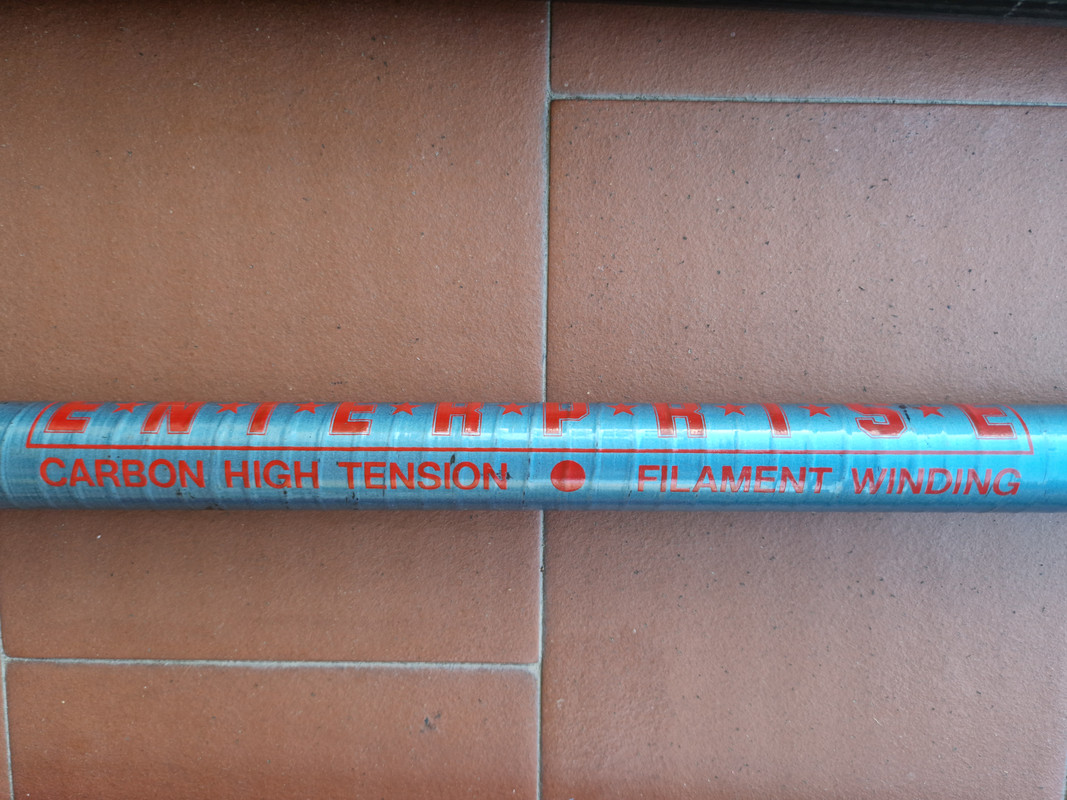 E★N★T★E★R★P★R★I★S★E
CARBON HIGH TENSION ● FILAMENT WINDING